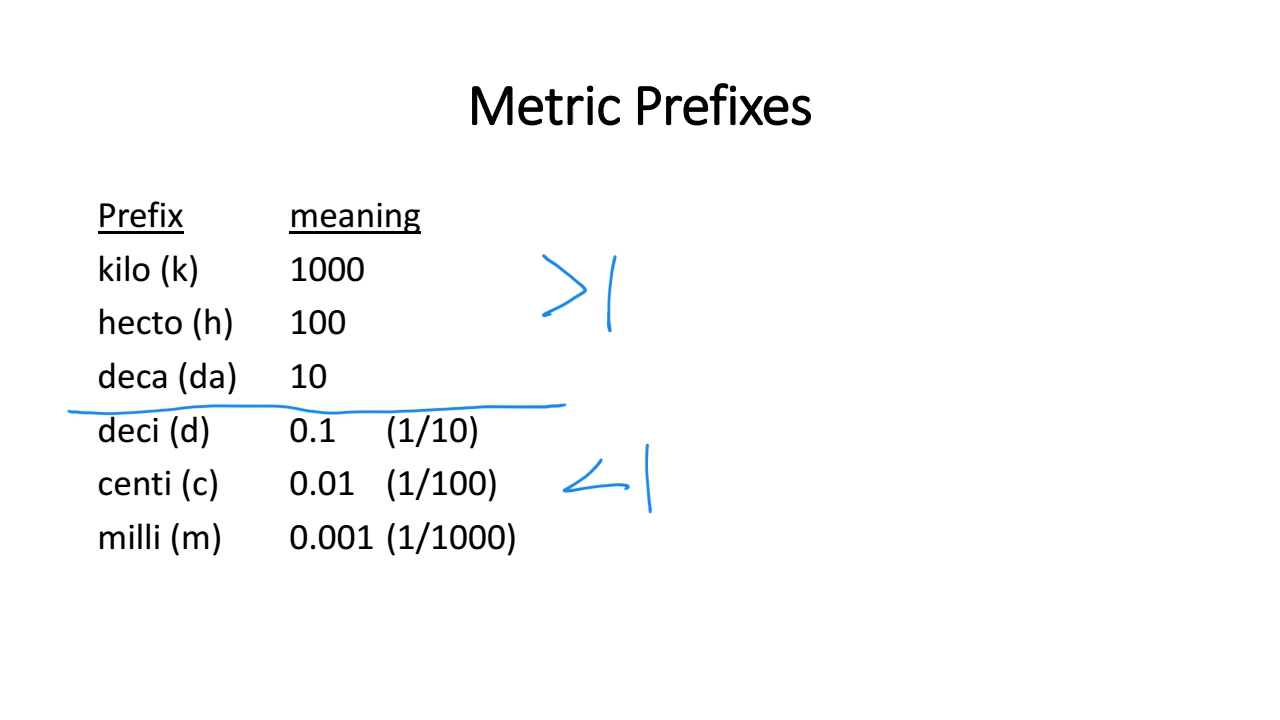 Metric Prefixes
Prefix meaning
kilo (k) 1000
>1
hecto (h) 100
deca (da) 10
deci (d) 0.1 (1/10)
centi (c) 0.01 (1/100)
<1
milli (m) 0.001 (1/1000)